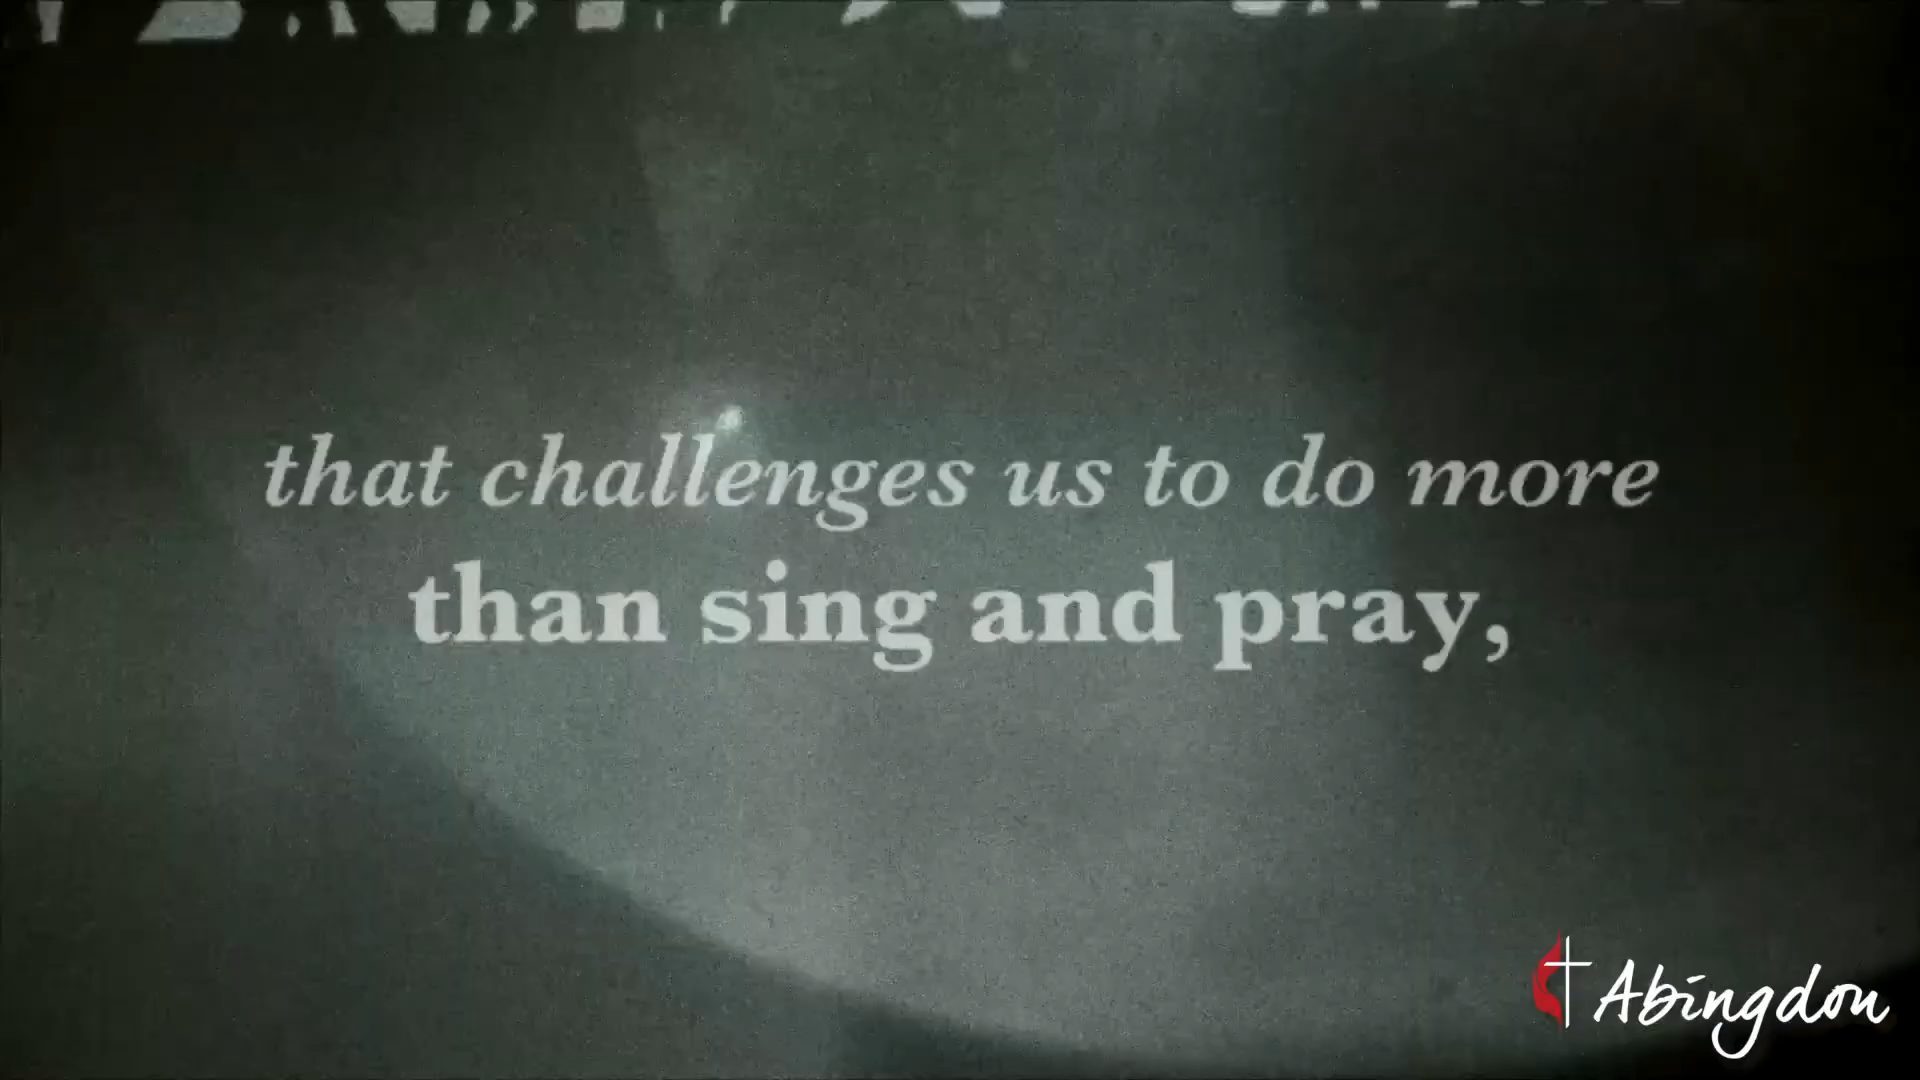 that challenges us to do more
than sing and pray,
Abingdon